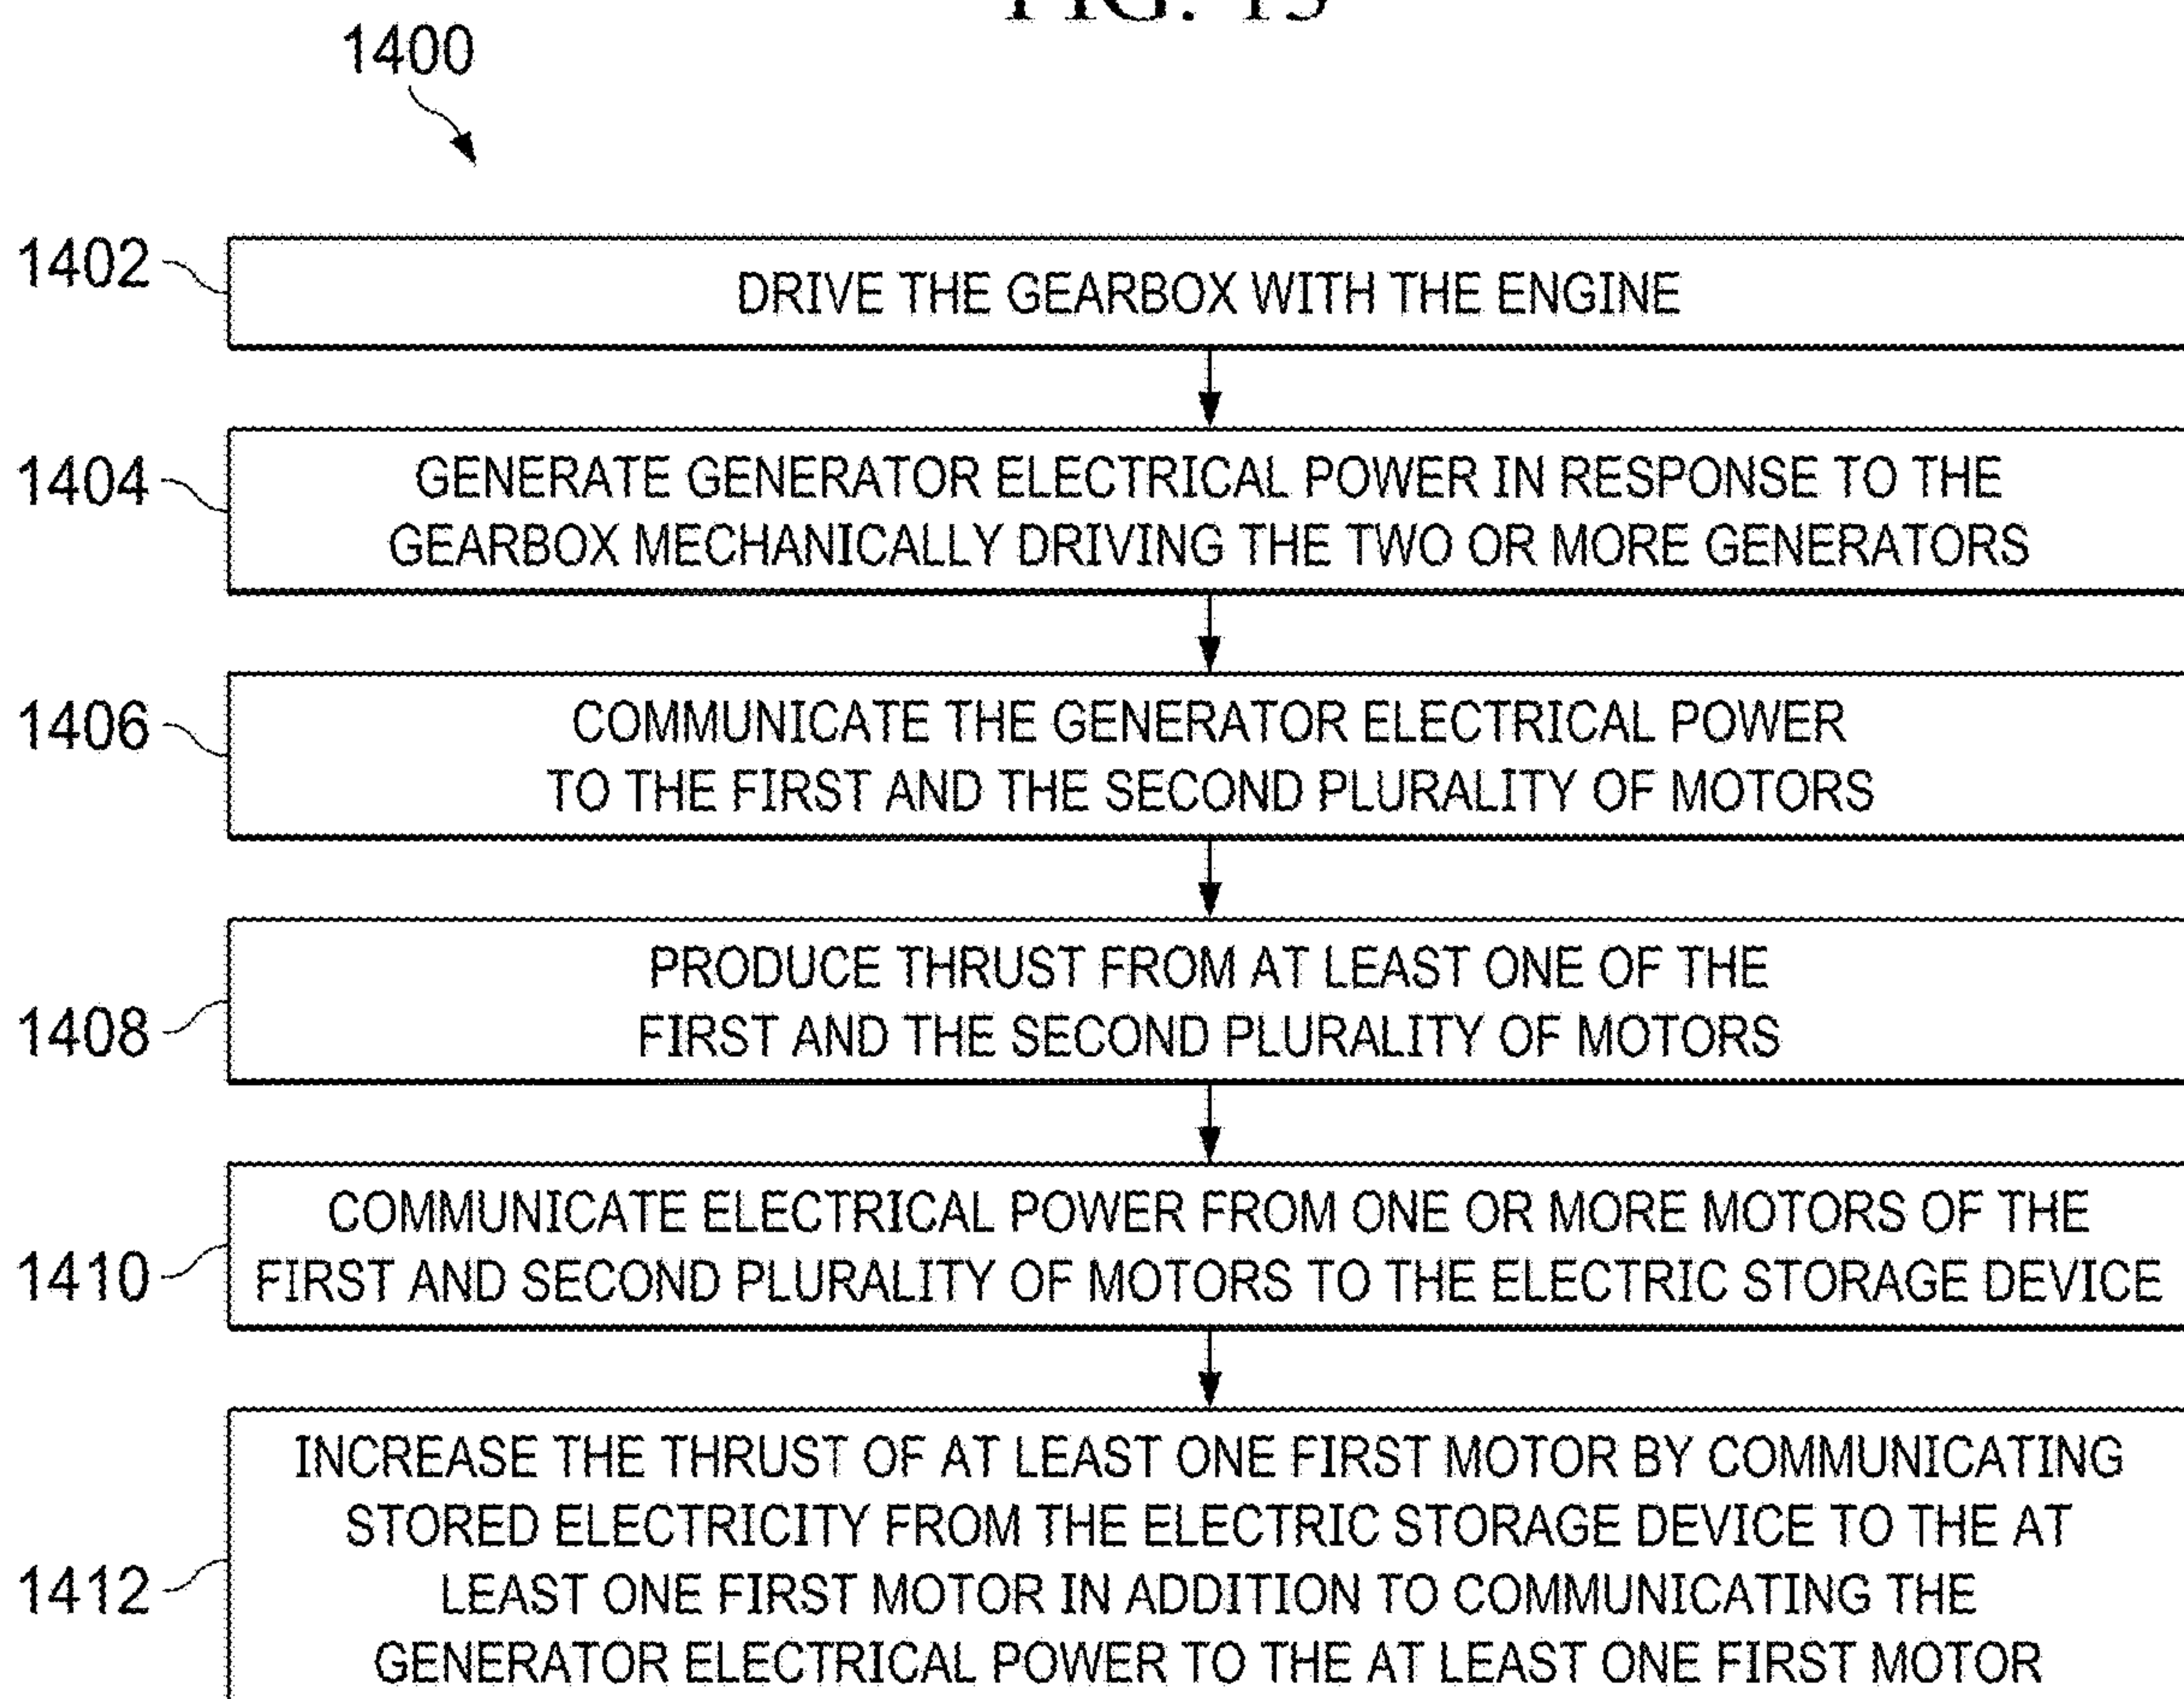 FIG. 13
1400
1402
DRIVE THE GEARBOX WITH THE ENGINE
1404
GENERATE GENERATOR ELECTRICAL POWER IN RESPONSE TO THE
GEARBOX MECHANICALLY DRIVING THE TWO OR MORE GENERATORS
1406
COMMUNICATE THE GENERATOR ELECTRICAL POWER
TO THE FIRST AND THE SECOND PLURALITY OF MOTORS
1408
PRODUCE THRUST FROM AT LEAST ONE OF THE
FIRST AND THE SECOND PLURALITY OF MOTORS
1410
COMMUNICATE ELECTRICAL POWER FROM ONE OR MORE MOTORS OF THE
FIRST AND SECOND PLURALITY OF MOTORS TO THE ELECTRIC STORAGE DEVICE
1412
INCREASE THE THRUST OF AT LEAST ONE FIRST MOTOR BY COMMUNICATING
STORED ELECTRICITY FROM THE ELECTRIC STORAGE DEVICE TO THE AT
LEAST ONE FIRST MOTOR IN ADDITION TO COMMUNICATING THE
GENERATOR ELECTRICAL POWER TO THE AT LEAST ONE FIRST MOTOR